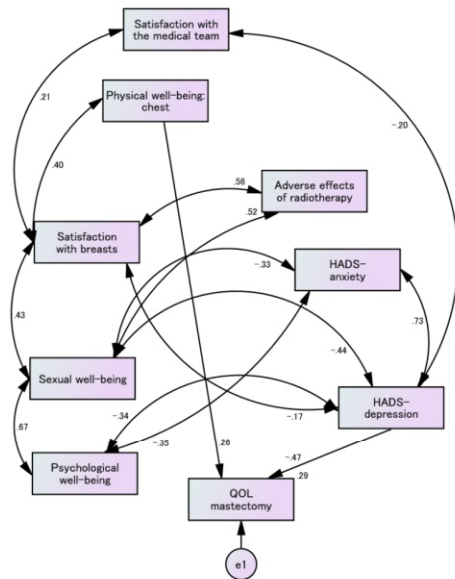 Satisfaction with
the medical team
.21
Physical well-being:
chest
-.20
.40
.56
Adverse effects
of radiotherapy
.52
Satisfaction
with breasts
-.33
HADS-
anxiety
.43
.73
-.44
Sexual well-being
HADS-
depression
-.34
-.17
.67
-.35
.26
-.47
Psychological
well-being
.29
QOL
mastectomy
e1